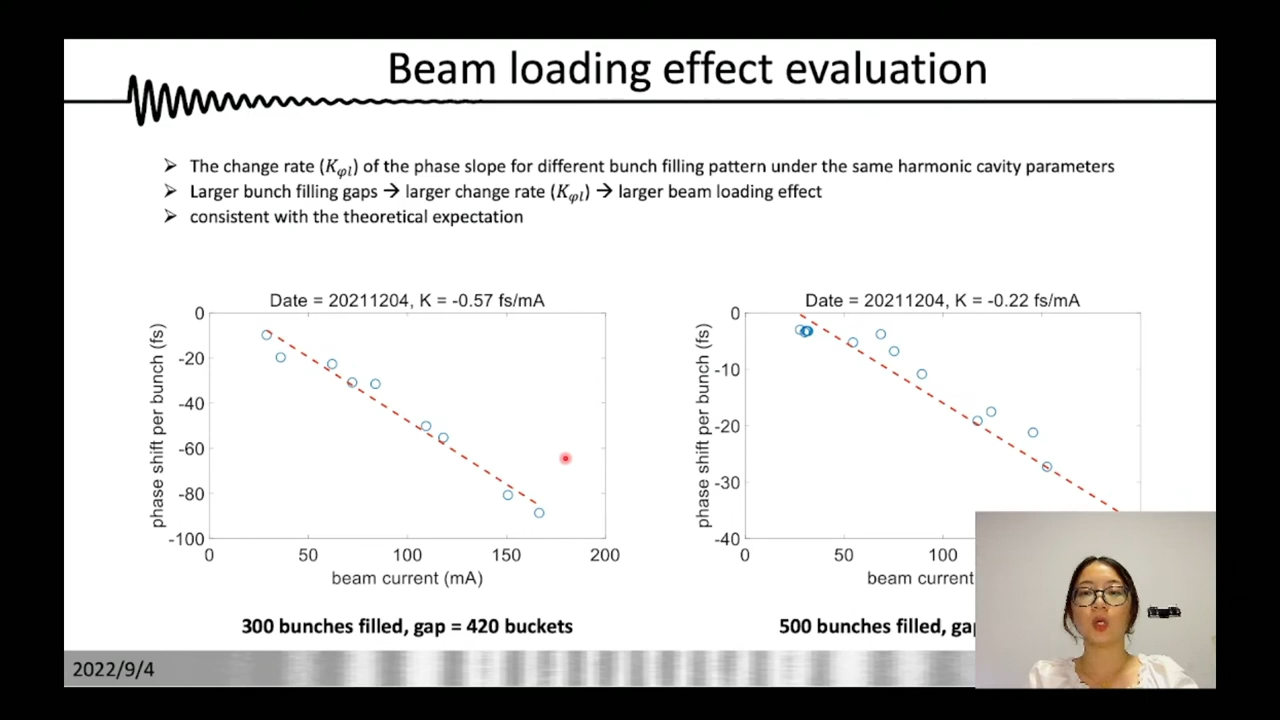 Beam loading effect evaluation
➢ The change rate (Kφl) of the phase slope for different bunch filling pattern under the same harmonic cavity parameters
➢ Larger bunch filling gaps → larger change rate (Kφl) → larger beam loading effect
➢ consistent with the theoretical expectation
Date = 20211204, K = -0.57 fs/mA
phase shift per bunch (fs)
0
-20
-40
-60
-80
-100
0 50 100 150 200
beam current (mA)
300 bunches filled, gap = 420 buckets
Date = 20211204, K = -0.22 fs/mA
phase shift per bunch (fs)
0
-10
-20
-30
-40
0 50 100
beam current
500 bunches filled,
2022/9/4